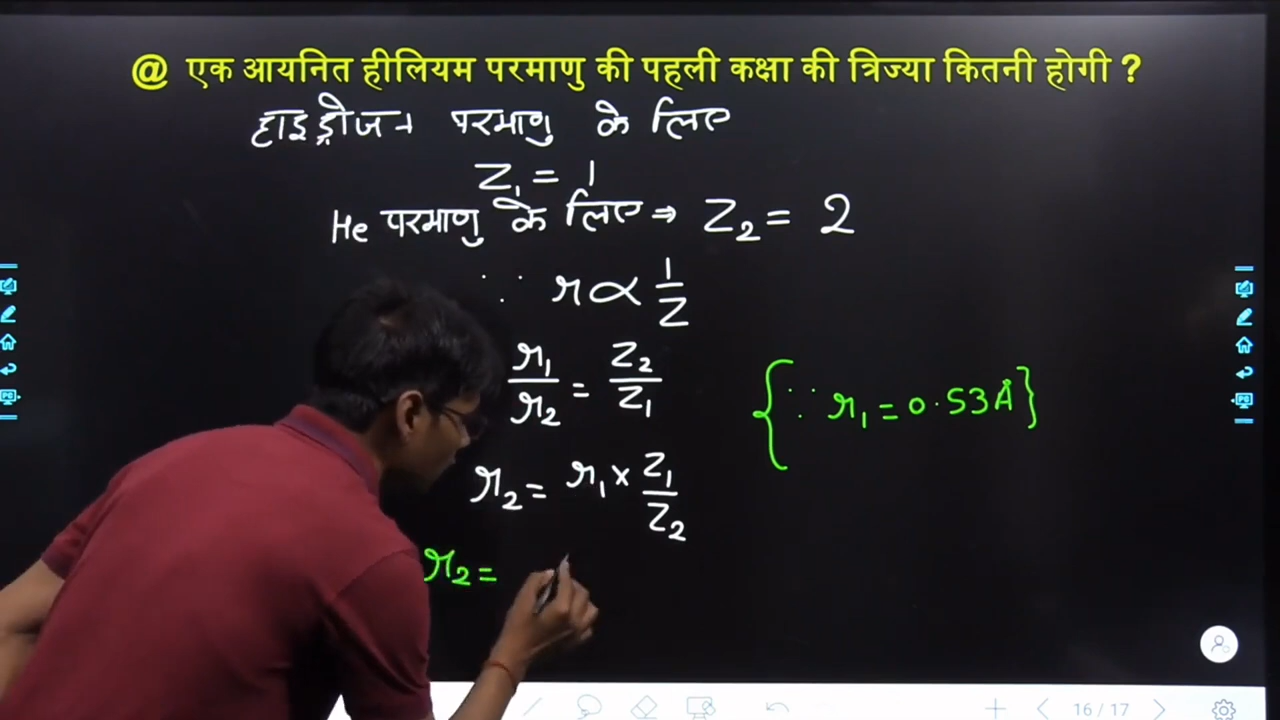 @ एक आयनित हीलियम परमाणु की पहली कक्षा की त्रिज्या कितनी होगी ?
हाइड्रोजन परमाणु के लिए
Z₁ = 1
He परमाणु के लिए ⇒ Z₂ = 2
∵ r ∝ 1/Z
r₁/r₂ = Z₂/Z₁
{∵ r₁ = 0.53Å}
r₂ = r₁ × Z₁/Z₂
r₂ =
16 / 17